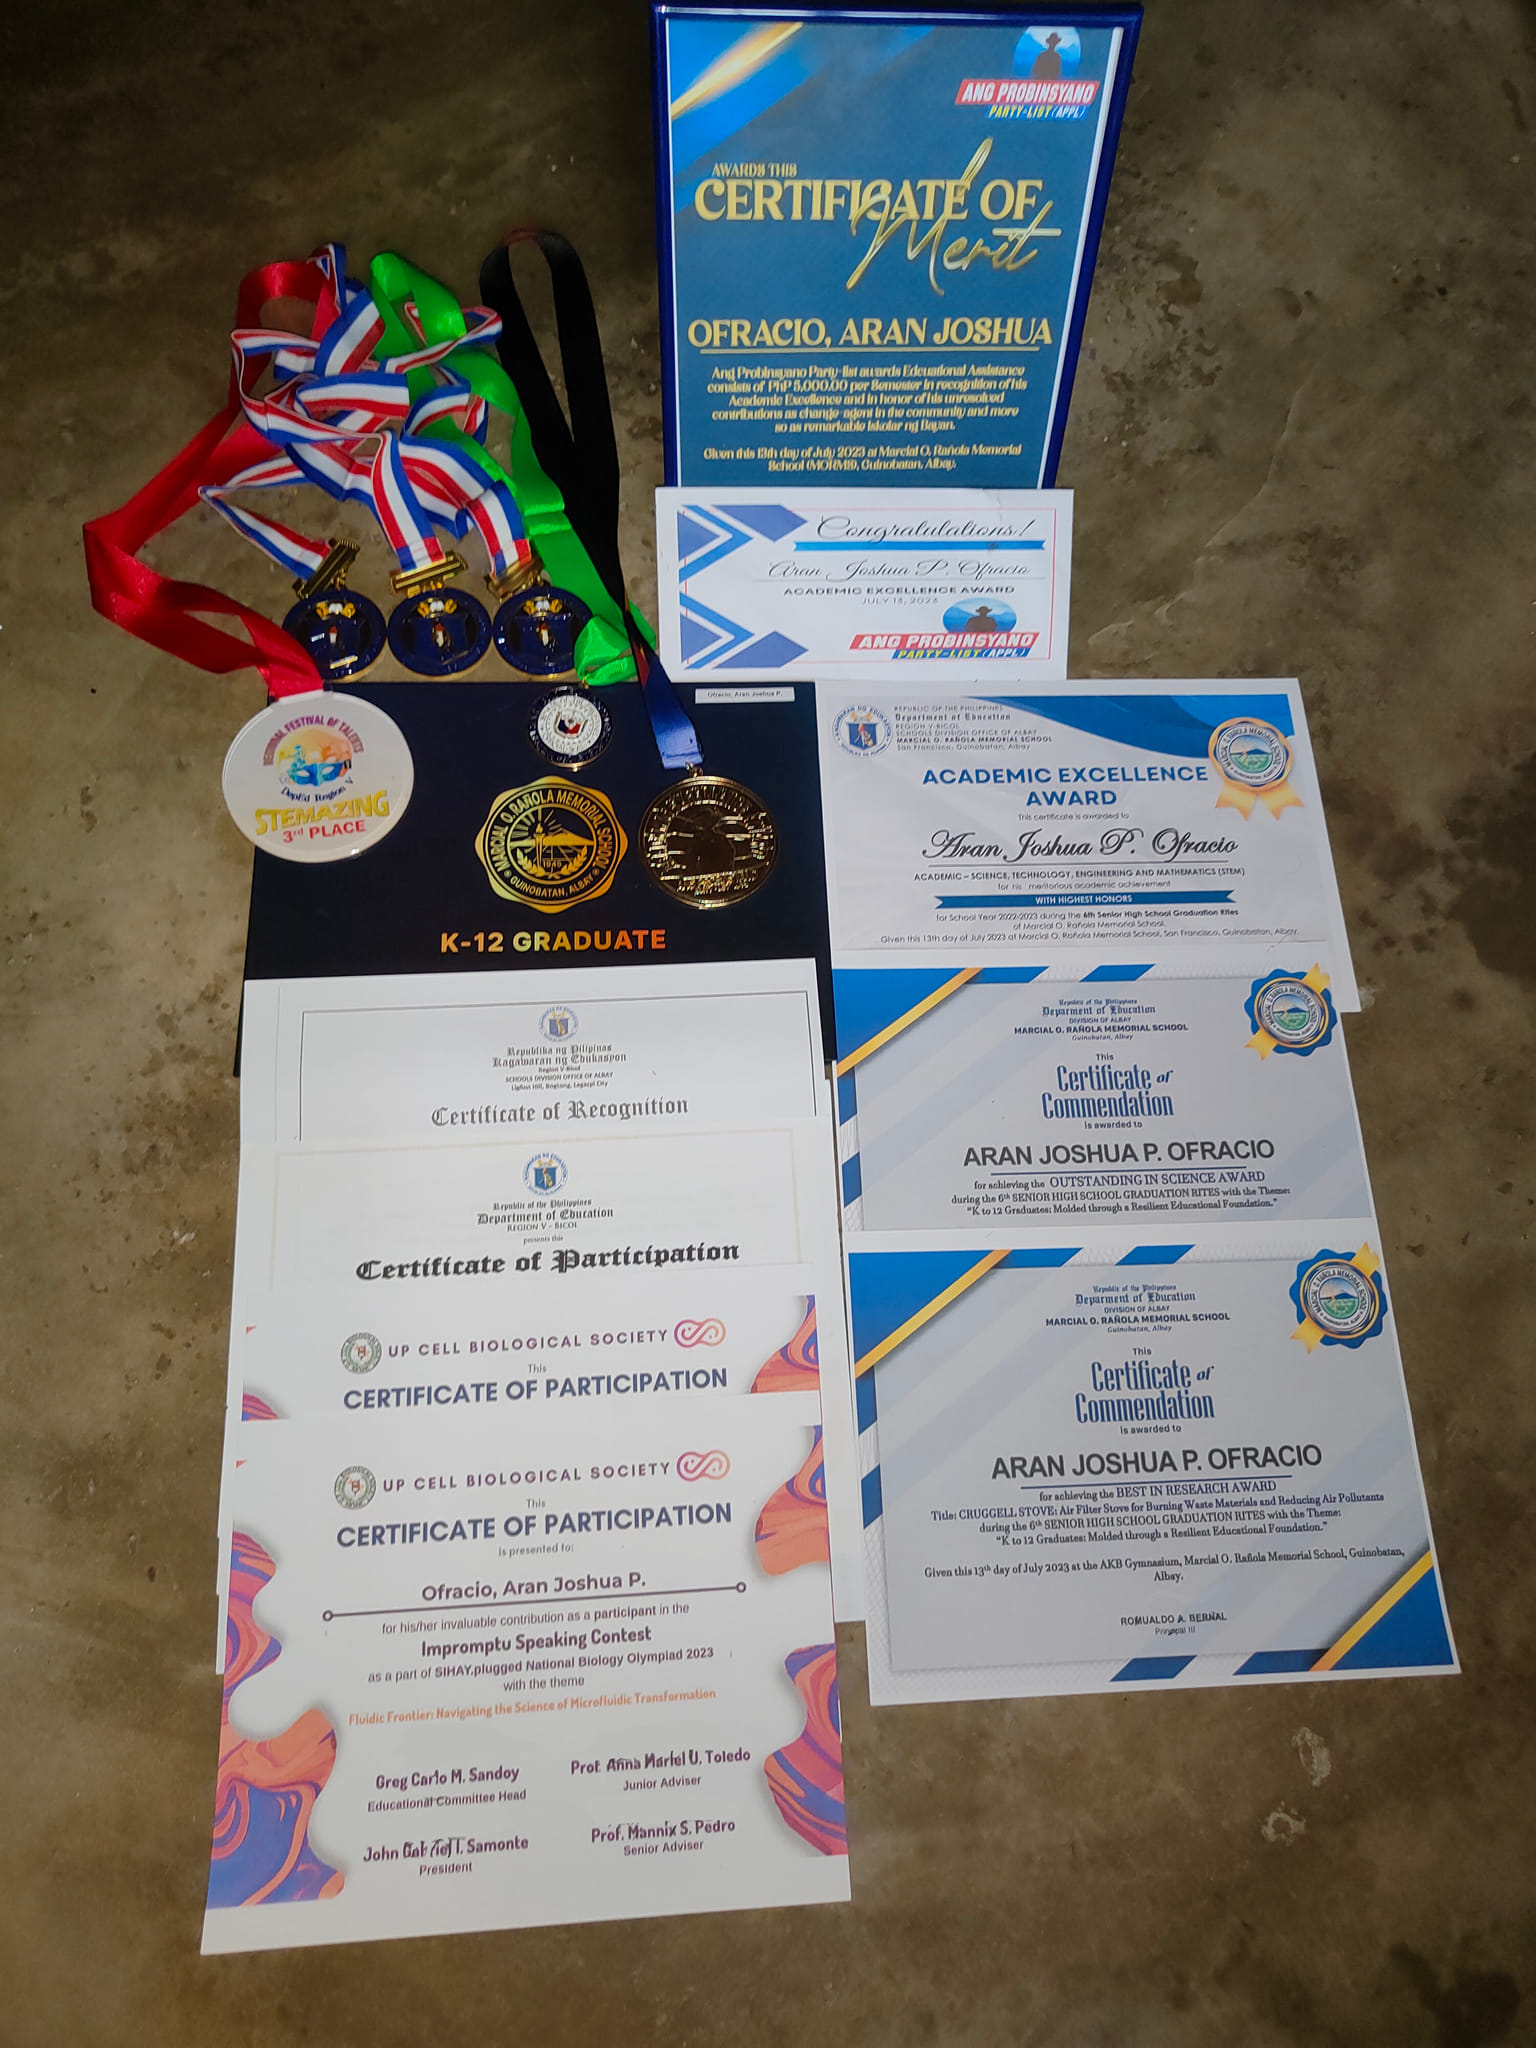 ANG PROBINSYANO
PARTY-LIST (APPL)
AWARDS THIS
CERTIFICATE OF
Merit
OFRACIO, ARAN JOSHUA
Ang Probinsyano Party-list awards Edcuational Assistance
consists of PhP 5,000.00 per Semester in recognition of his
Academic Excellence and in honor of his unresolved
contributions as change-agent in the community and more
so as remarkable Iskolar ng Bayan.
Given this 13th day of July 2023 at Marcial O. Rañola Memorial
School (MORMS), Guinobatan, Albay.
Congratulations!
Aran Joshua P. Ofracio
ACADEMIC EXCELLENCE AWARD
JULY 13, 2023
ANG PROBINSYANO
PARTY-LIST (APPL)
REGIONAL FESTIVAL OF TALENTS
DepEd Region V
STEMAZING
3rd PLACE
Ofracio, Aran Joshua P.
MARCIAL O. RAÑOLA MEMORIAL SCHOOL
1949
GUINOBATAN, ALBAY
K-12 GRADUATE
REPUBLIC OF THE PHILIPPINES
Department of Education
REGION V-BICOL
SCHOOLS DIVISION OFFICE OF ALBAY
MARCIAL O. RAÑOLA MEMORIAL SCHOOL
San Francisco, Guinobatan, Albay
ACADEMIC EXCELLENCE
AWARD
This certificate is awarded to
Aran Joshua P. Ofracio
ACADEMIC – SCIENCE, TECHNOLOGY, ENGINEERING AND MATHEMATICS (STEM)
for his meritorious academic achievement
WITH HIGHEST HONORS
for School Year 2022-2023 during the 6th Senior High School Graduation Rites
of Marcial O. Rañola Memorial School.
Given this 13th day of July 2023 at Marcial O. Rañola Memorial School, San Francisco, Guinobatan, Albay.
Republic of the Philippines
Deparment of Education
DIVISION OF ALBAY
MARCIAL O. RAÑOLA MEMORIAL SCHOOL
Guinobatan, Albay
This
Certificate of
Commendation
is awarded to
ARAN JOSHUA P. OFRACIO
for achieving the OUTSTANDING IN SCIENCE AWARD
during the 6th SENIOR HIGH SCHOOL GRADUATION RITES with the Theme:
"K to 12 Graduates: Molded through a Resilient Educational Foundation."
Republic of the Philippines
Deparment of Education
DIVISION OF ALBAY
MARCIAL O. RAÑOLA MEMORIAL SCHOOL
Guinobatan, Albay
This
Certificate of
Commendation
is awarded to
ARAN JOSHUA P. OFRACIO
for achieving the BEST IN RESEARCH AWARD
Title: CRUGGELL STOVE: Air Filter Stove for Burning Waste Materials and Reducing Air Pollutants
during the 6th SENIOR HIGH SCHOOL GRADUATION RITES with the Theme:
"K to 12 Graduates: Molded through a Resilient Educational Foundation."
Given this 13th day of July 2023 at the AKB Gymnasium, Marcial O. Rañola Memorial School, Guinobatan,
Albay.
ROMUALDO A. BERNAL
Principal III
Republika ng Pilipinas
Kagawaran ng Edukasyon
Region V-Bicol
SCHOOLS DIVISION OFFICE OF ALBAY
Ligñon Hill, Bogtong, Legazpi City
Certificate of Recognition
Republic of the Philippines
Department of Education
REGION V - BICOL
presents this
Certificate of Participation
UP CELL BIOLOGICAL SOCIETY
This
CERTIFICATE OF PARTICIPATION
UP CELL BIOLOGICAL SOCIETY
This
CERTIFICATE OF PARTICIPATION
is presented to:
Ofracio, Aran Joshua P.
for his/her invaluable contribution as a participant in the
Impromptu Speaking Contest
as a part of SIHAY.plugged National Biology Olympiad 2023
with the theme
Fluidic Frontier: Navigating the Science of Microfluidic Transformation
Greg Carlo M. Sandoy
Educational Committee Head
Prof. Anna Mariel U. Toledo
Junior Adviser
John Gabriel T. Samonte
President
Prof. Mannix S. Pedro
Senior Adviser